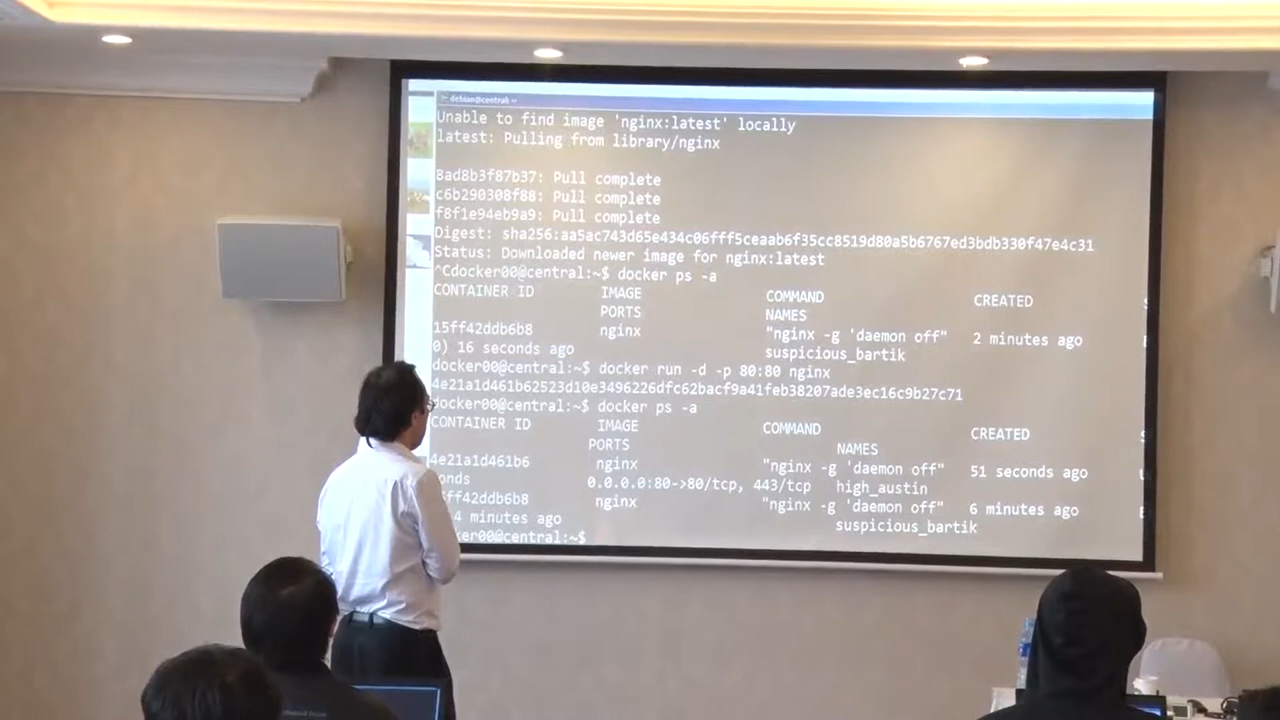 debian@central: ~
Unable to find image 'nginx:latest' locally
latest: Pulling from library/nginx
8ad8b3f87b37: Pull complete
c6b290308f88: Pull complete
f8f1e94eb9a9: Pull complete
Digest: sha256:aa5ac743d65e434c06fff5ceaab6f35cc8519d80a5b6767ed3bdb330f47e4c31
Status: Downloaded newer image for nginx:latest
^Cdocker00@central:~$ docker ps -a
CONTAINER ID IMAGE COMMAND CREATED
PORTS NAMES
15ff42ddb6b8 nginx "nginx -g 'daemon off" 2 minutes ago
0) 16 seconds ago suspicious_bartik
docker00@central:~$ docker run -d -p 80:80 nginx
4e21a1d461b62523d10e3496226dfc62bacf9a41feb38207ade3ec16c9b27c71
docker00@central:~$ docker ps -a
CONTAINER ID IMAGE COMMAND CREATED
PORTS NAMES
4e21a1d461b6 nginx "nginx -g 'daemon off" 51 seconds ago
onds 0.0.0.0:80->80/tcp, 443/tcp high_austin
5ff42ddb6b8 nginx "nginx -g 'daemon off" 6 minutes ago
4 minutes ago suspicious_bartik
cker00@central:~$